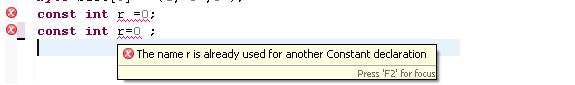 const int r =0;
const int r=0 ;
The name r is already used for another Constant declaration
Press 'F2' for focus